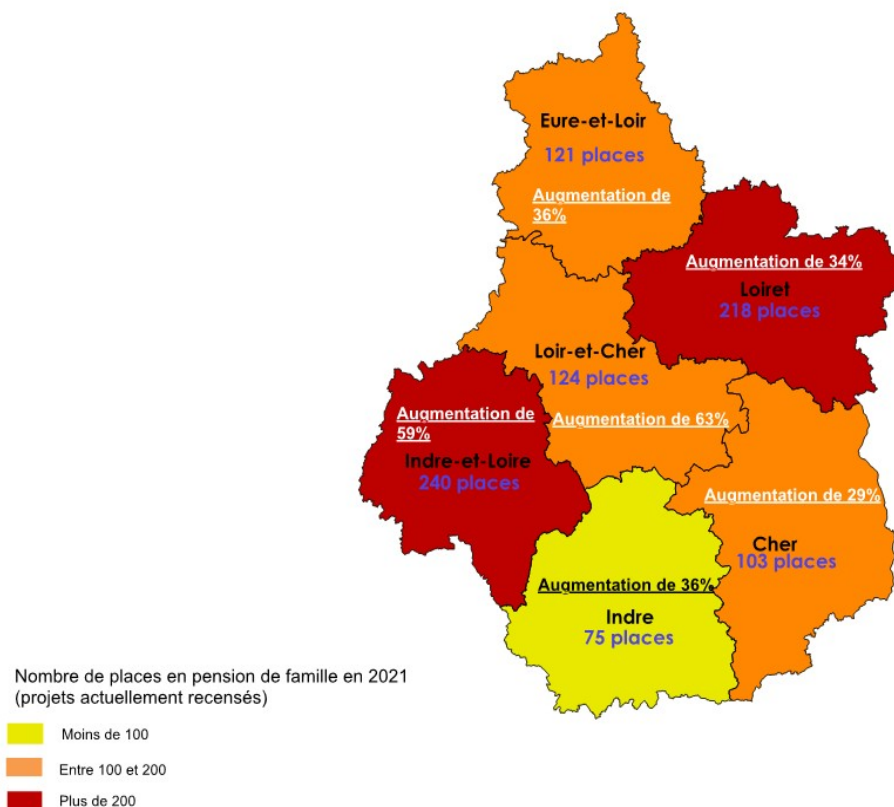 Eure-et-Loir
121 places
Augmentation de
36%
Augmentation de 34%
Loiret
218 places
Loir-et-Cher
124 places
Augmentation de 63%
Augmentation de
59%
Indre-et-Loire
240 places
Augmentation de 29%
Cher
103 places
Augmentation de 36%
Indre
75 places
Nombre de places en pension de famille en 2021
(projets actuellement recensés)
Moins de 100
Entre 100 et 200
Plus de 200